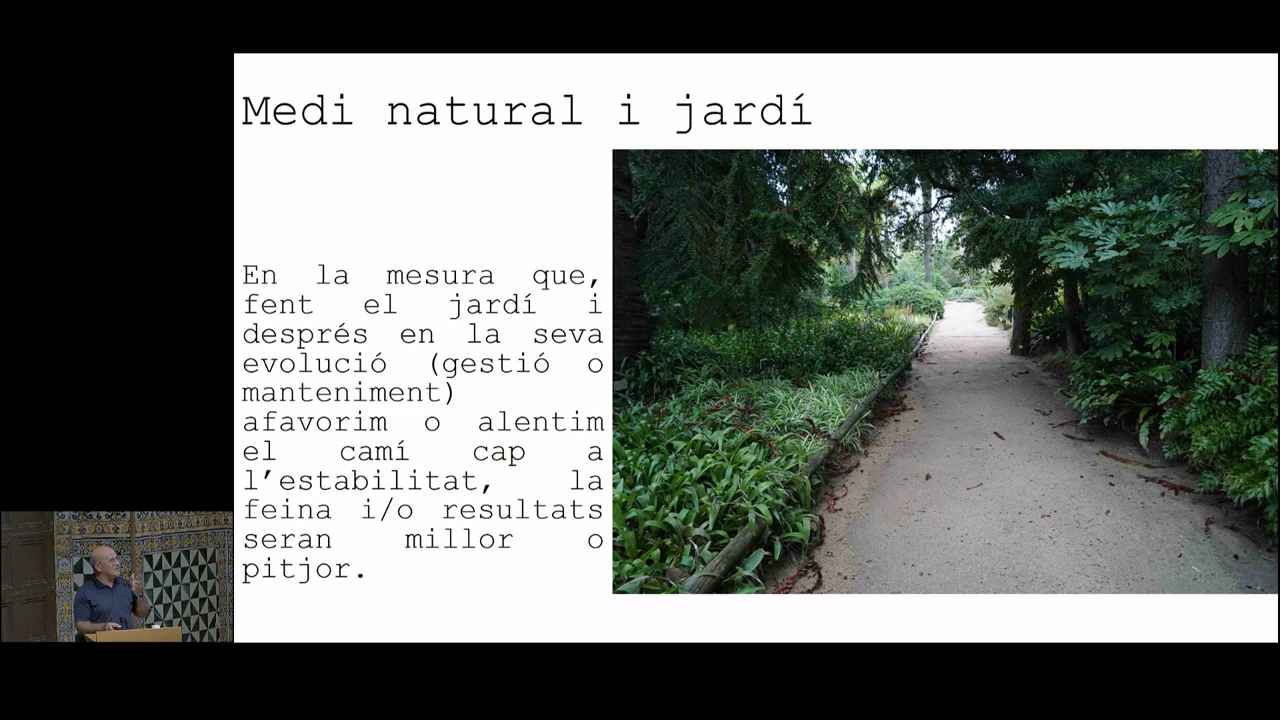 Medi natural i jardí
En la mesura que,
fent el jardí i
després en la seva
evolució (gestió o
manteniment)
afavorim o alentim
el camí cap a
l’estabilitat, la
feina i/o resultats
seran millor o
pitjor.